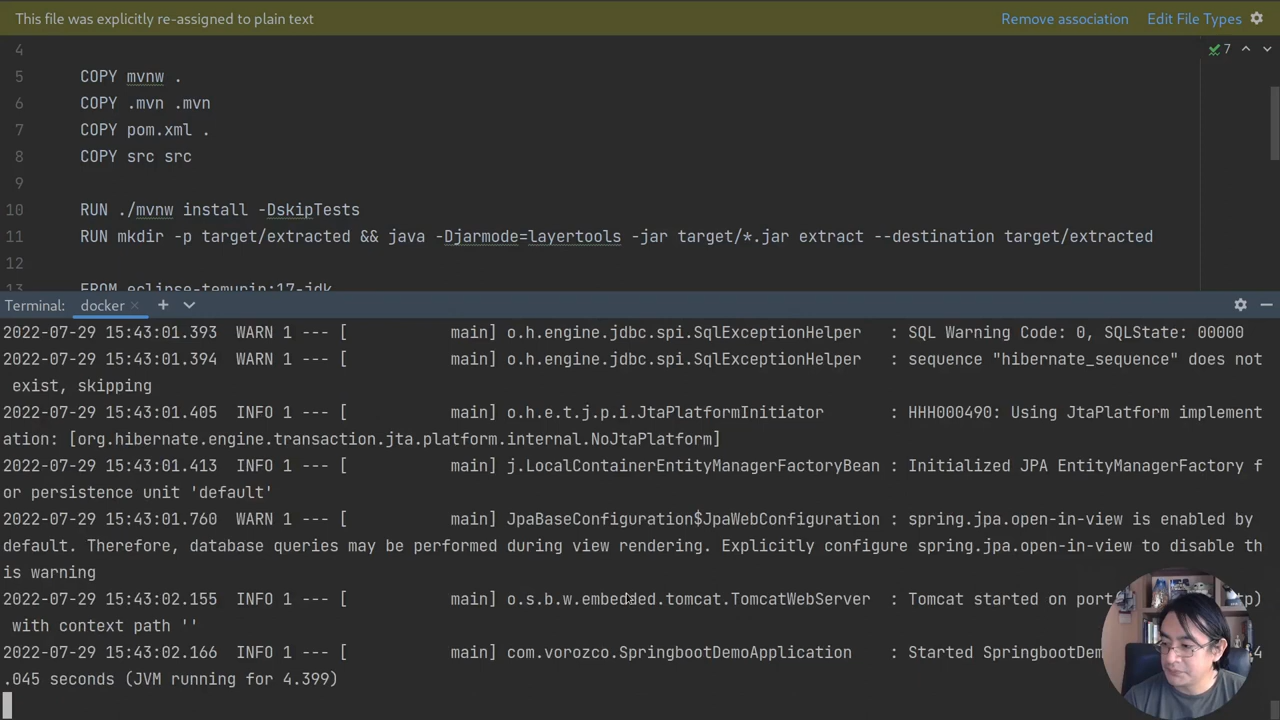 This file was explicitly re-assigned to plain text Remove association Edit File Types
4
7
5 COPY mvnw .
6 COPY .mvn .mvn
7 COPY pom.xml .
8 COPY src src
9
10 RUN ./mvnw install -DskipTests
11 RUN mkdir -p target/extracted && java -Djarmode=layertools -jar target/*.jar extract --destination target/extracted
12
13 FROM eclipse-temurin:17-jdk
Terminal: docker
2022-07-29 15:43:01.393 WARN 1 --- [ main] o.h.engine.jdbc.spi.SqlExceptionHelper : SQL Warning Code: 0, SQLState: 00000
2022-07-29 15:43:01.394 WARN 1 --- [ main] o.h.engine.jdbc.spi.SqlExceptionHelper : sequence "hibernate_sequence" does not
exist, skipping
2022-07-29 15:43:01.405 INFO 1 --- [ main] o.h.e.t.j.p.i.JtaPlatformInitiator : HHH000490: Using JtaPlatform implement
ation: [org.hibernate.engine.transaction.jta.platform.internal.NoJtaPlatform]
2022-07-29 15:43:01.413 INFO 1 --- [ main] j.LocalContainerEntityManagerFactoryBean : Initialized JPA EntityManagerFactory f
or persistence unit 'default'
2022-07-29 15:43:01.760 WARN 1 --- [ main] JpaBaseConfiguration$JpaWebConfiguration : spring.jpa.open-in-view is enabled by
default. Therefore, database queries may be performed during view rendering. Explicitly configure spring.jpa.open-in-view to disable th
is warning
2022-07-29 15:43:02.155 INFO 1 --- [ main] o.s.b.w.embedded.tomcat.TomcatWebServer : Tomcat started on
with context path ''
2022-07-29 15:43:02.166 INFO 1 --- [ main] com.vorozco.SpringbootDemoApplication : Started
.045 seconds (JVM running for 4.399)